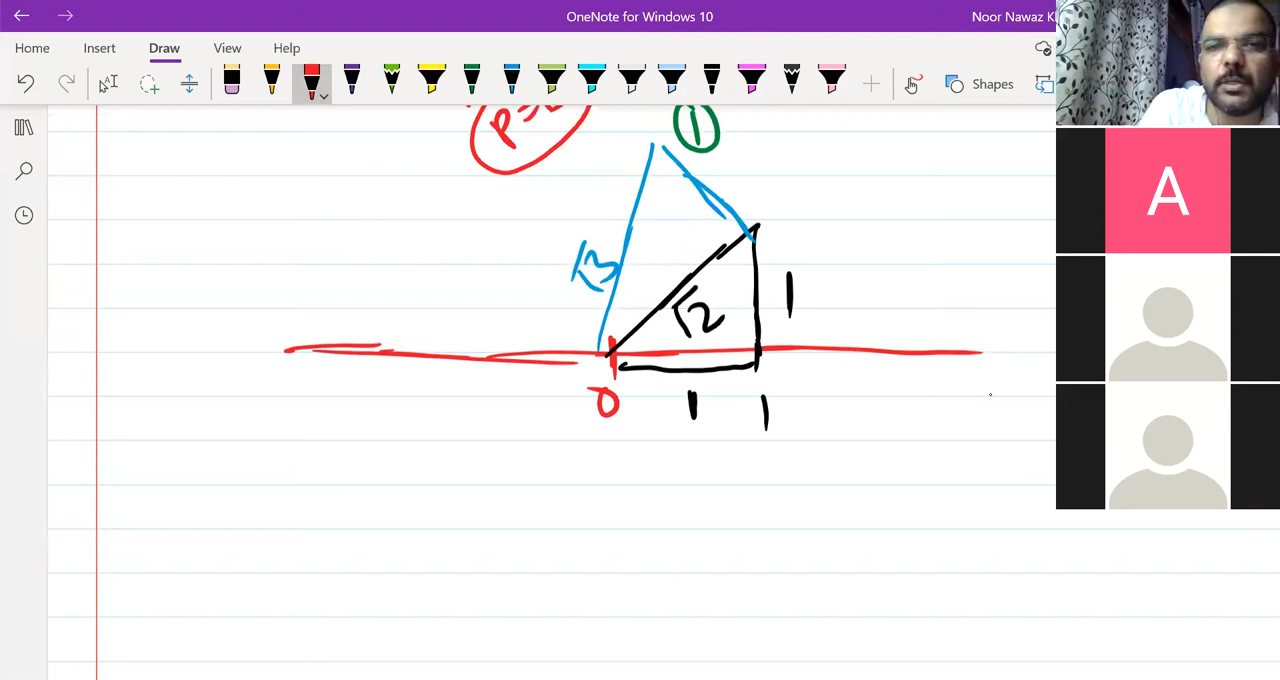 OneNote for Windows 10
Noor Nawaz K
Home Insert Draw View Help
Shapes
①
A
√3
√2
1
0
1
1